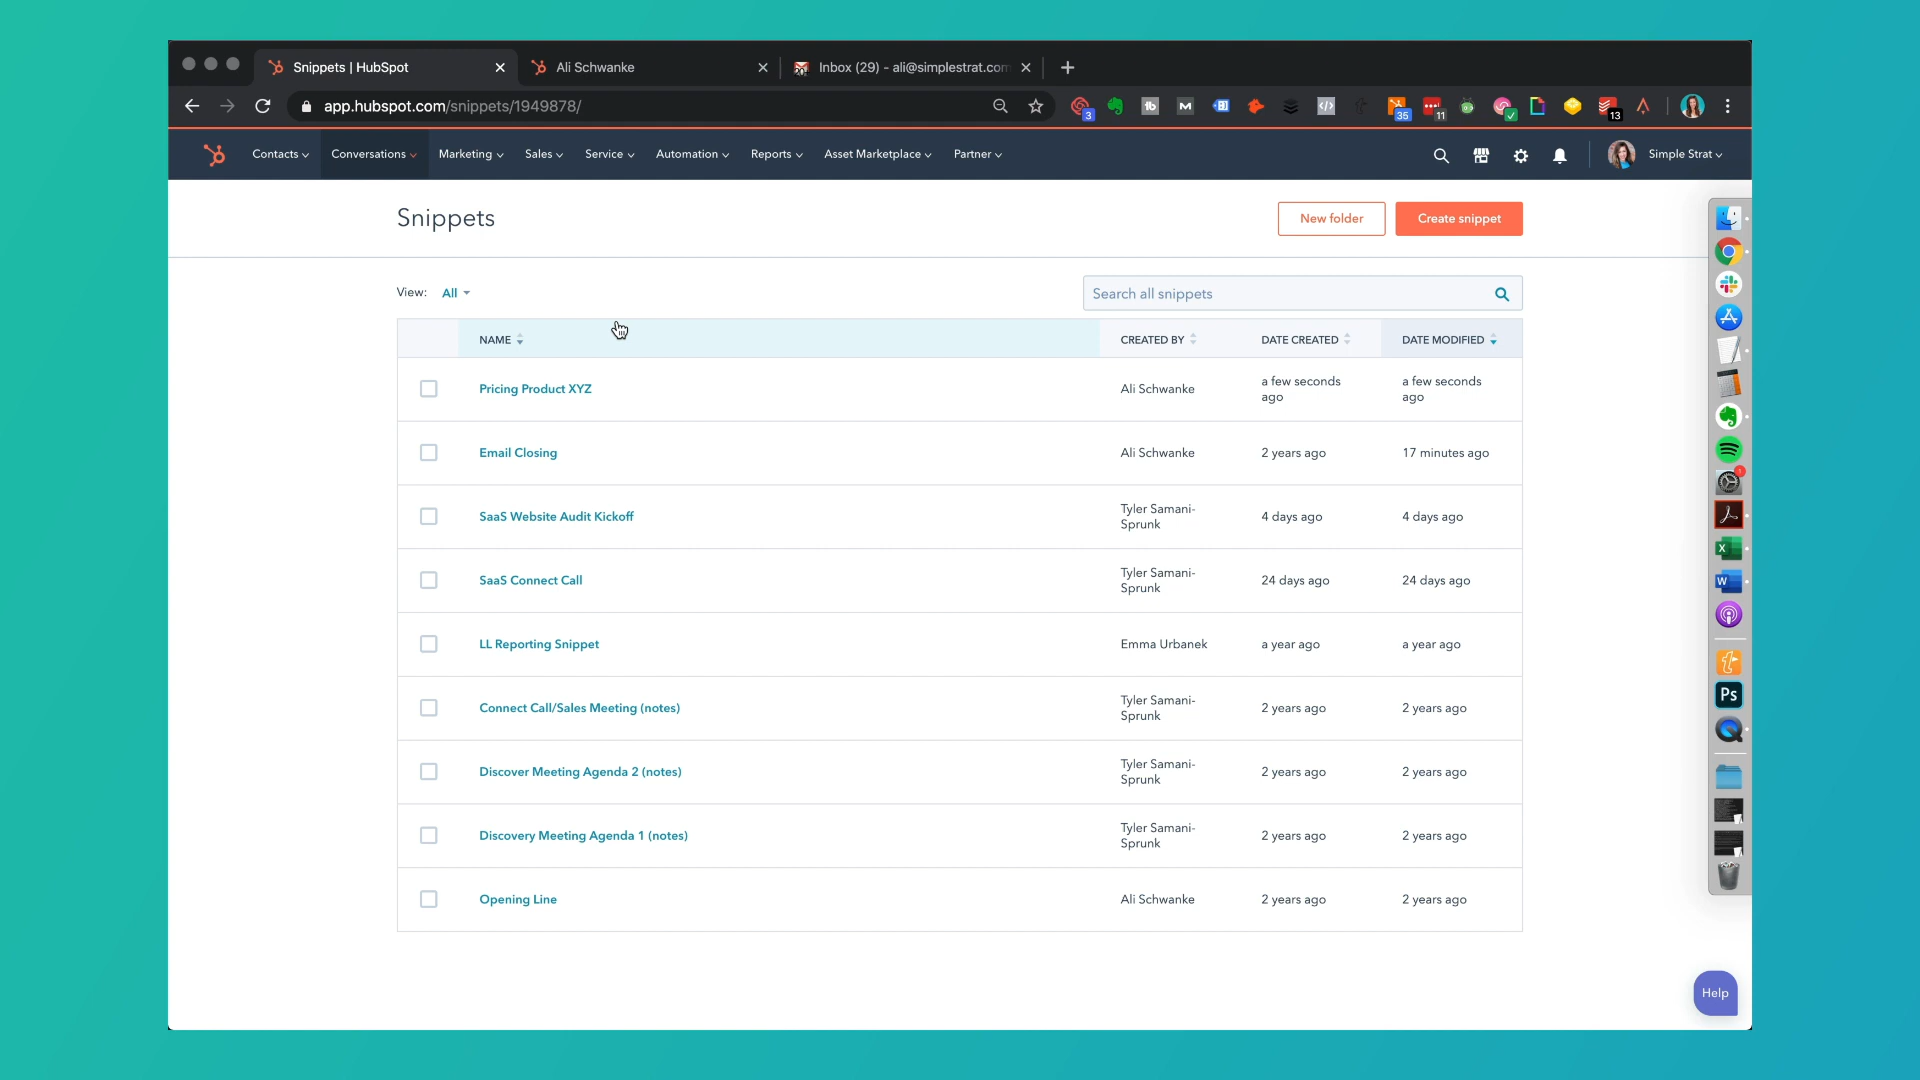 Snippets | HubSpot
Ali Schwanke
Inbox (29) - ali@simplestrat.com
app.hubspot.com/snippets/1949878/
3
35
11
13
Contacts
Conversations
Marketing
Sales
Service
Automation
Reports
Asset Marketplace
Partner
Simple Strat
Snippets
New folder
Create snippet
View: All
Search all snippets
NAME CREATED BY DATE CREATED DATE MODIFIED
Pricing Product XYZ Ali Schwanke a few seconds ago a few seconds ago
Email Closing Ali Schwanke 2 years ago 17 minutes ago
SaaS Website Audit Kickoff Tyler Samani-Sprunk 4 days ago 4 days ago
SaaS Connect Call Tyler Samani-Sprunk 24 days ago 24 days ago
LL Reporting Snippet Emma Urbanek a year ago a year ago
Connect Call/Sales Meeting (notes) Tyler Samani-Sprunk 2 years ago 2 years ago
Discover Meeting Agenda 2 (notes) Tyler Samani-Sprunk 2 years ago 2 years ago
Discovery Meeting Agenda 1 (notes) Tyler Samani-Sprunk 2 years ago 2 years ago
Opening Line Ali Schwanke 2 years ago 2 years ago
Ps
Help